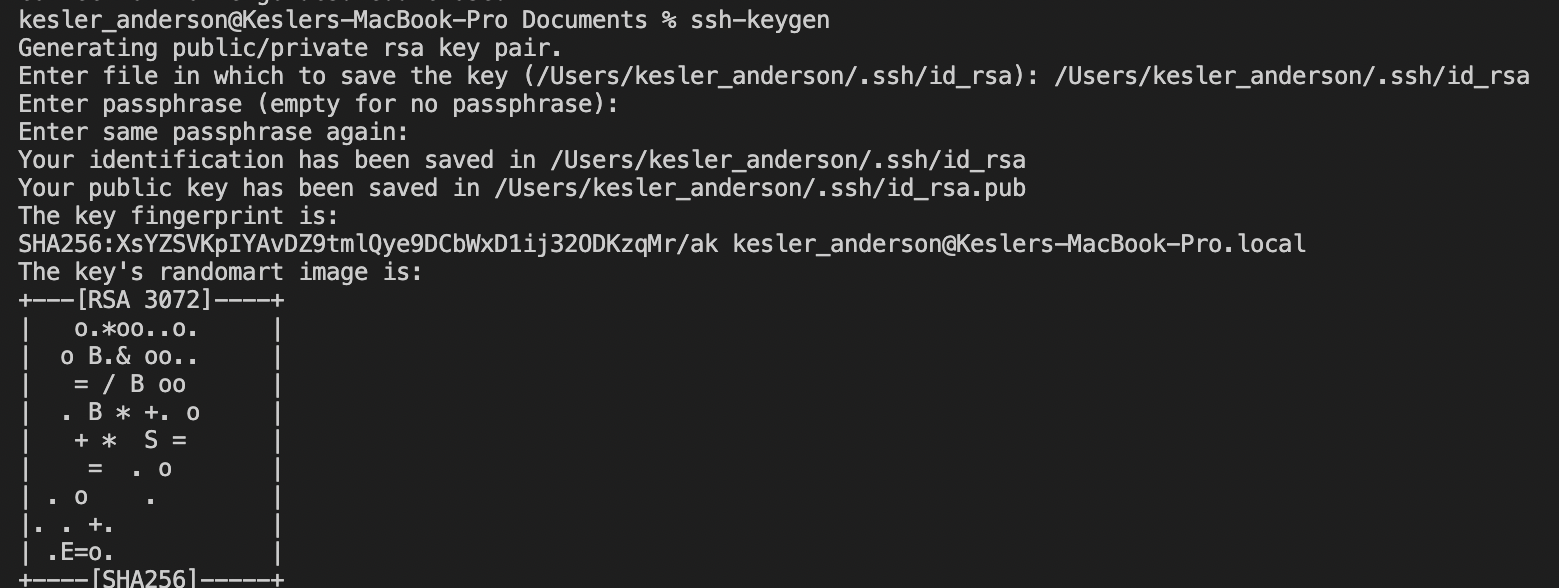 kesler_anderson@Keslers-MacBook-Pro Documents % ssh-keygen
Generating public/private rsa key pair.
Enter file in which to save the key (/Users/kesler_anderson/.ssh/id_rsa): /Users/kesler_anderson/.ssh/id_rsa
Enter passphrase (empty for no passphrase):
Enter same passphrase again:
Your identification has been saved in /Users/kesler_anderson/.ssh/id_rsa
Your public key has been saved in /Users/kesler_anderson/.ssh/id_rsa.pub
The key fingerprint is:
SHA256:XsYZSVKpIYAvDZ9tmlQye9DCbWxD1ij32ODKzqMr/ak kesler_anderson@Keslers-MacBook-Pro.local
The key's randomart image is:
+---[RSA 3072]----+
|   o.*oo..o.     |
|  o B.& oo..     |
|   = / B oo      |
|  . B * +. o     |
|   + *  S =      |
|    =  . o       |
| . o    .        |
|. . +.           |
| .E=o.           |
+----[SHA256]-----+